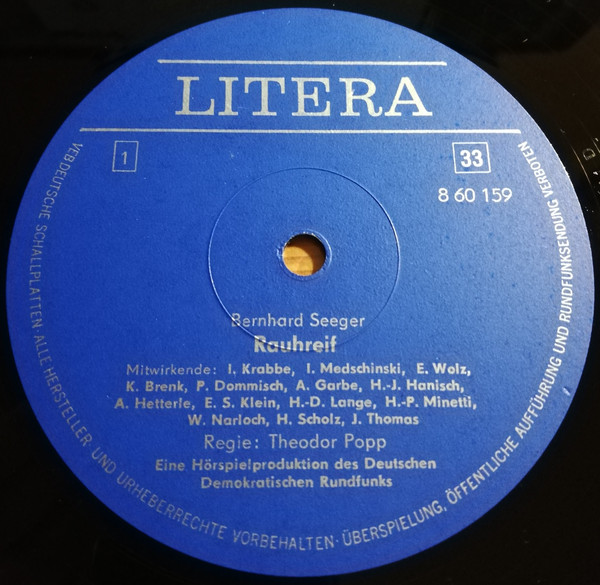 LITERA
1
33
8 60 159
Bernhard Seeger
Rauhreif
Mitwirkende: I. Krabbe, I. Medschinski, E. Wolz,
K. Brenk, P. Dommisch, A. Garbe, H.-J. Hanisch,
A. Hetterle, E. S. Klein, H.-D. Lange, H.-P. Minetti,
W. Narloch, H. Scholz, J. Thomas
Regie: Theodor Popp
Eine Hörspielproduktion des Deutschen
Demokratischen Rundfunks
VEB DEUTSCHE SCHALLPLATTEN · ALLE HERSTELLER- UND URHEBERRECHTE VORBEHALTEN · ÜBERSPIELUNG, ÖFFENTLICHE AUFFÜHRUNG UND RUNDFUNKSENDUNG VERBOTEN